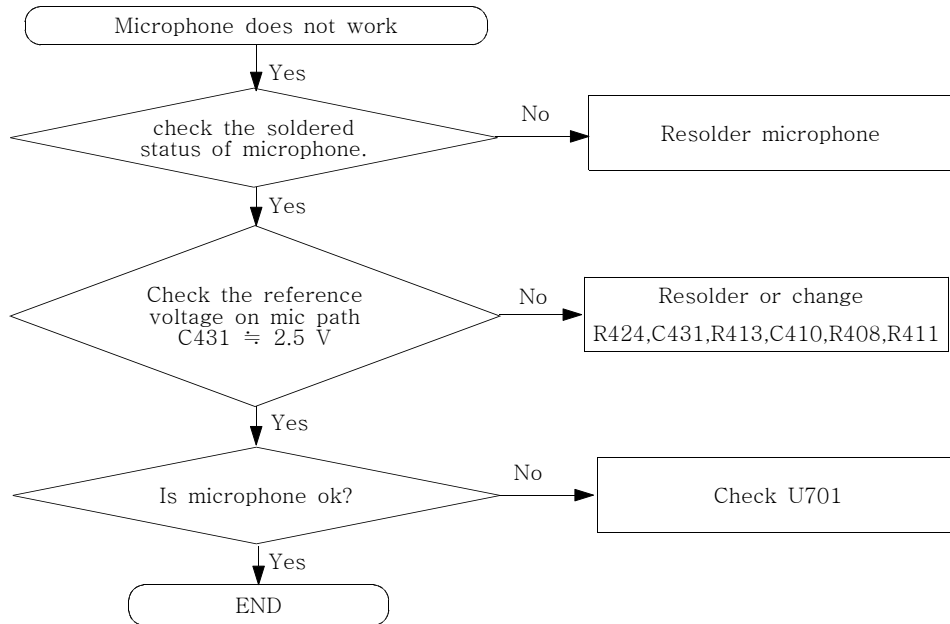 Microphone does not work
Yes
check the soldered
status of microphone.
No
Resolder microphone
Yes
Check the reference
voltage on mic path
C431 ≒ 2.5 V
No
Resolder or change
R424,C431,R413,C410,R408,R411
Yes
Is microphone ok?
No
Check U701
Yes
END